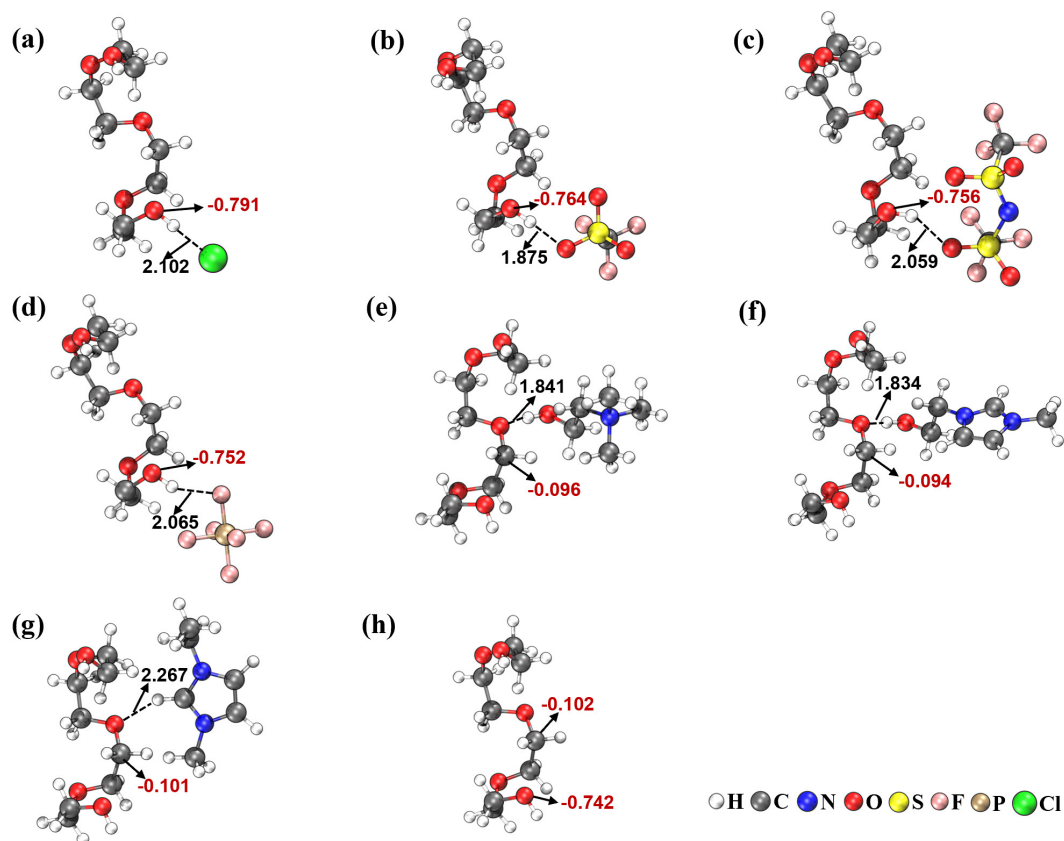 (a)
-0.791
2.102
(b)
-0.764
1.875
(c)
-0.756
2.059
(d)
-0.752
2.065
(e)
1.841
-0.096
(f)
1.834
-0.094
(g)
2.267
-0.101
(h)
-0.102
-0.742
H C N O S F P Cl